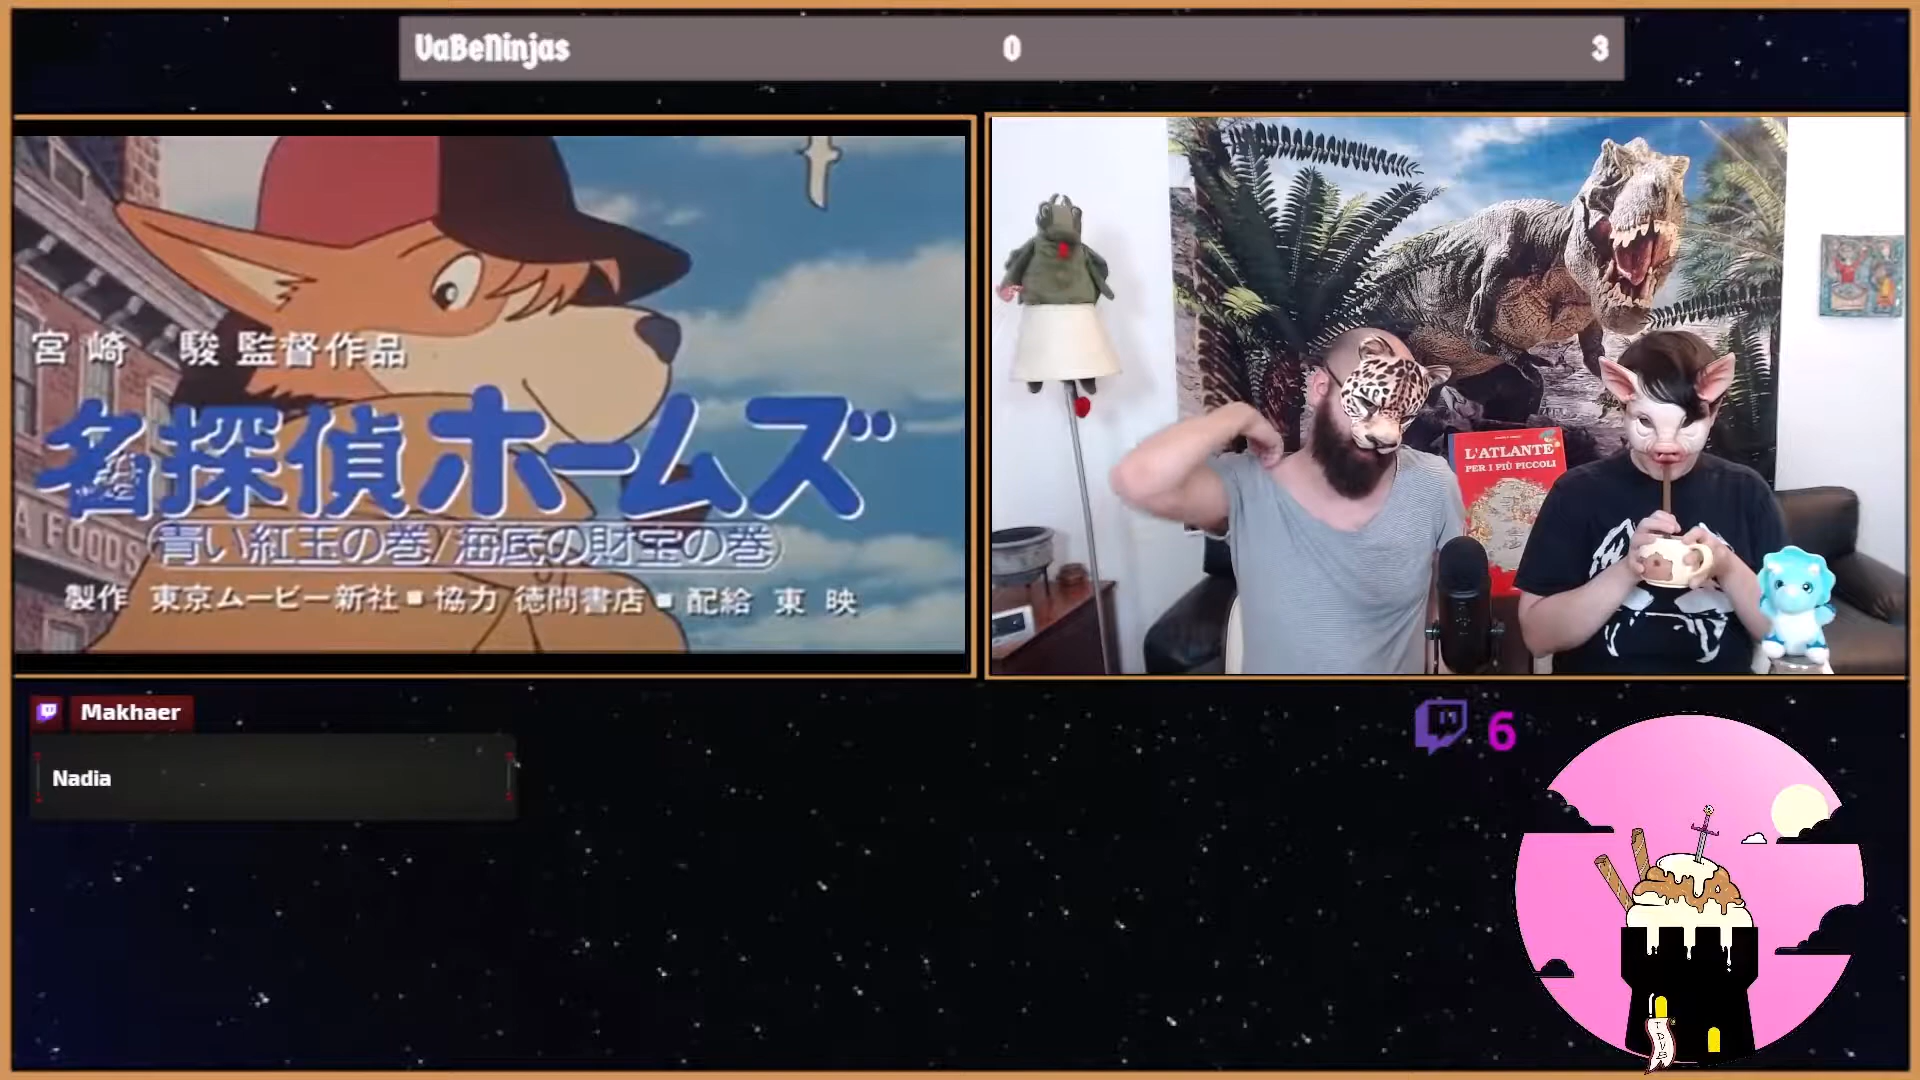 VaBeNinjas 0 3
宮崎 駿 監督作品
名探偵ホームズ
青い紅玉の巻/海底の財宝の巻
製作 東京ムービー新社■協力 徳間書店■配給 東映
A FOODS
L'ATLANTE
PER I PIÙ PICCOLI
Makhaer
6
Nadia
TDVB